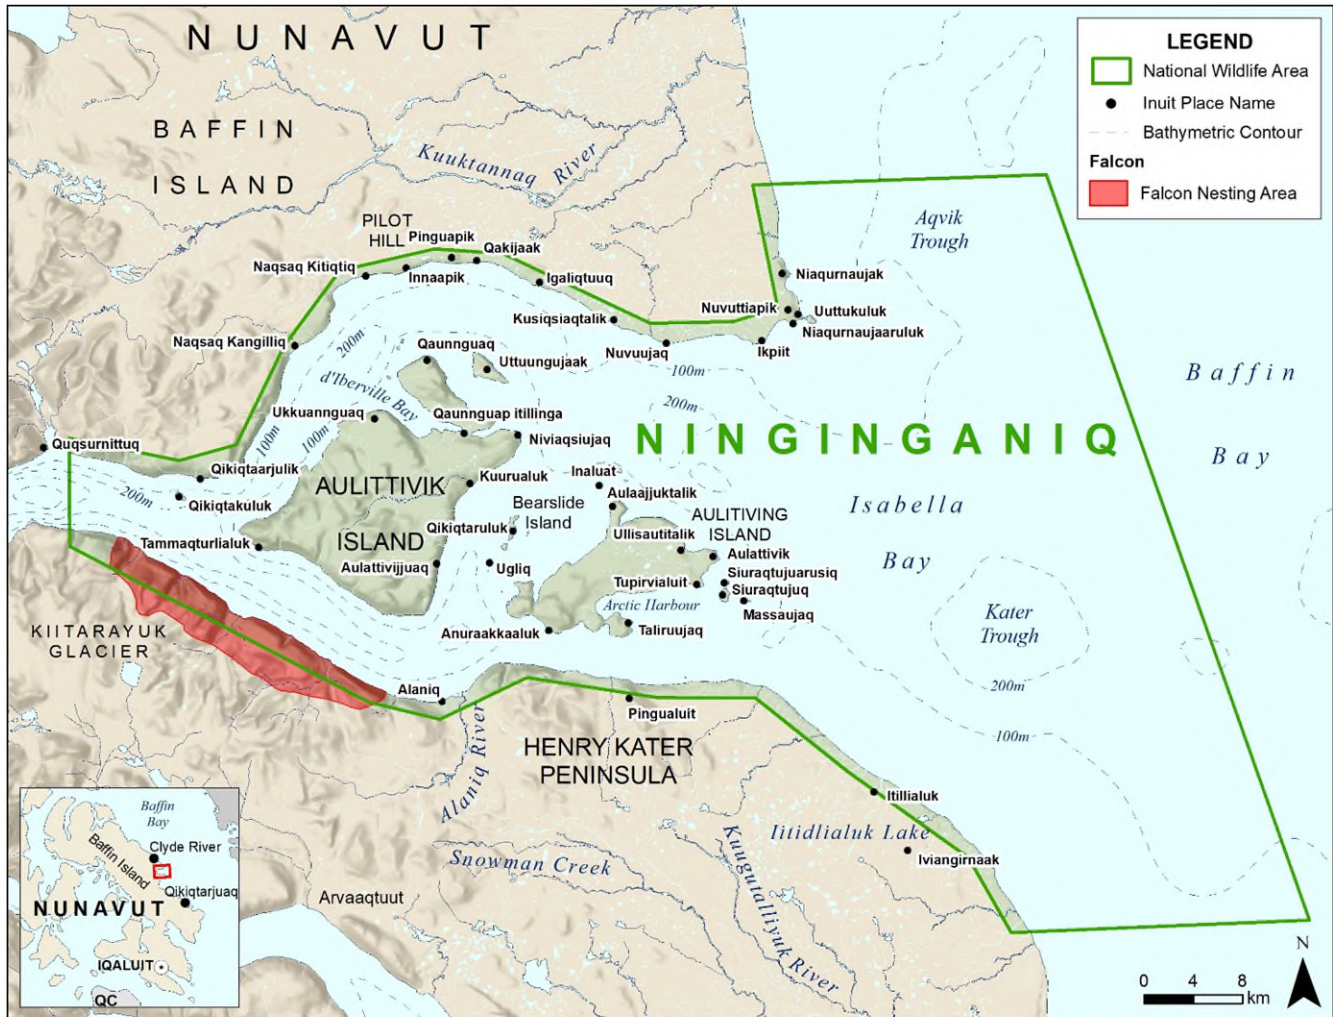 NUNAVUT
BAFFIN
ISLAND
Kuuktannaq
River
PILOT
HILL
Pinguapik
Qakijaak
Naqsaq Kitiqtiq
Innaapik
Igaliqtuuq
Kusiqsiaqtalik
Nuvuujaq
Nuvuttiapik
Niaqurnaujak
Uuttukuluk
Niaqurnaujaaruluk
Ikpiit
Aqvik
Trough
LEGEND
National Wildlife Area
Inuit Place Name
Bathymetric Contour
Falcon
Falcon Nesting Area
Naqsaq Kangilliq
200m
Qaunnguaq
Uttuungujaak
100m
d'Iberville Bay
Ukkuannguaq
Qaunnguap itillinga
200m
Baffin
Bay
NINGINGANIQ
Niviaqsiujaq
100m
100m
Quqsurnittuq
Qikiqtaarjulik
200m
Qikiqtakuluk
AULITTIVIK
ISLAND
Kuurualuk
Inaluat
Bearslide
Island
Aulaajjuktalik
Isabella
Bay
Qikiqtaruluk
Ullisautitalik
AULITIVING
ISLAND
Tammaqturlialuk
Aulattivijjuaq
Ugliq
Aulattivik
Siuraqtujuarusiq
Tupirvialuit
Siuraqtujuq
Arctic Harbour
Massaujaq
Kater
Trough
Anuraakkaaluk
Taliruujaq
KIITARAYUK
GLACIER
200m
Alaniq
Pingualuit
100m
Alaniq River
HENRY KATER
PENINSULA
Itillialuk
Iitidlialuk Lake
Iviangirnaak
Snowman Creek
Kuugutalliyuk River
Arvaaqtuut
Baffin
Bay
Clyde River
Baffin Island
Qikiqtarjuaq
NUNAVUT
IQALUIT
QC
N
0 4 8
km